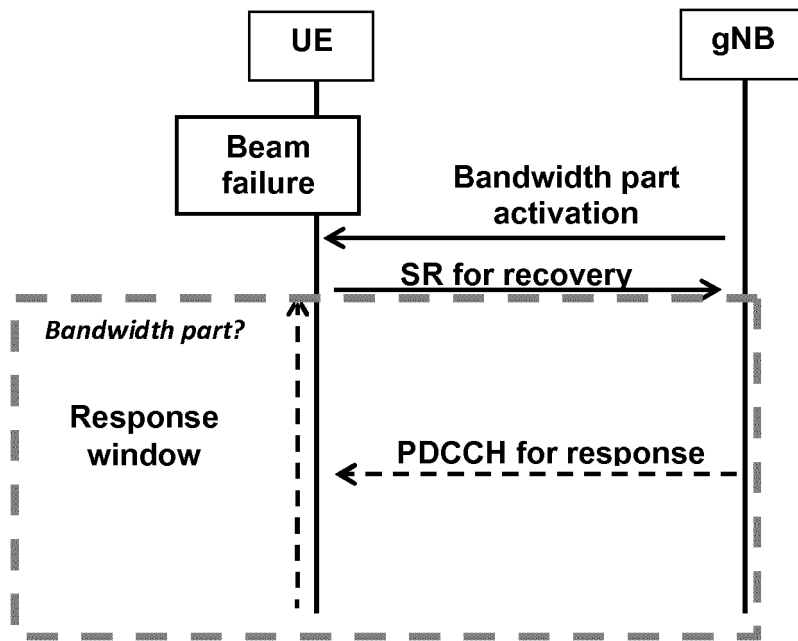 UE
gNB
Beam
failure
Bandwidth part
activation
SR for recovery
Bandwidth part?
Response
window
PDCCH for response